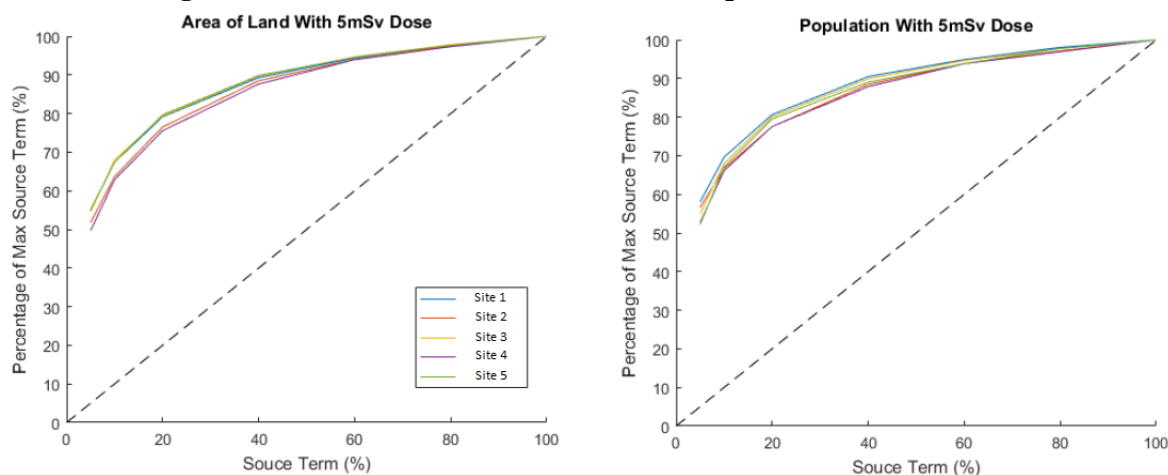 Area of Land With 5mSv Dose
Percentage of Max Source Term (%)
100
90
80
70
60
50
40
30
20
10
0
0 20 40 60 80 100
Souce Term (%)
Site 1
Site 2
Site 3
Site 4
Site 5
Population With 5mSv Dose
Percentage of Max Source Term (%)
100
90
80
70
60
50
40
30
20
10
0
0 20 40 60 80 100
Souce Term (%)